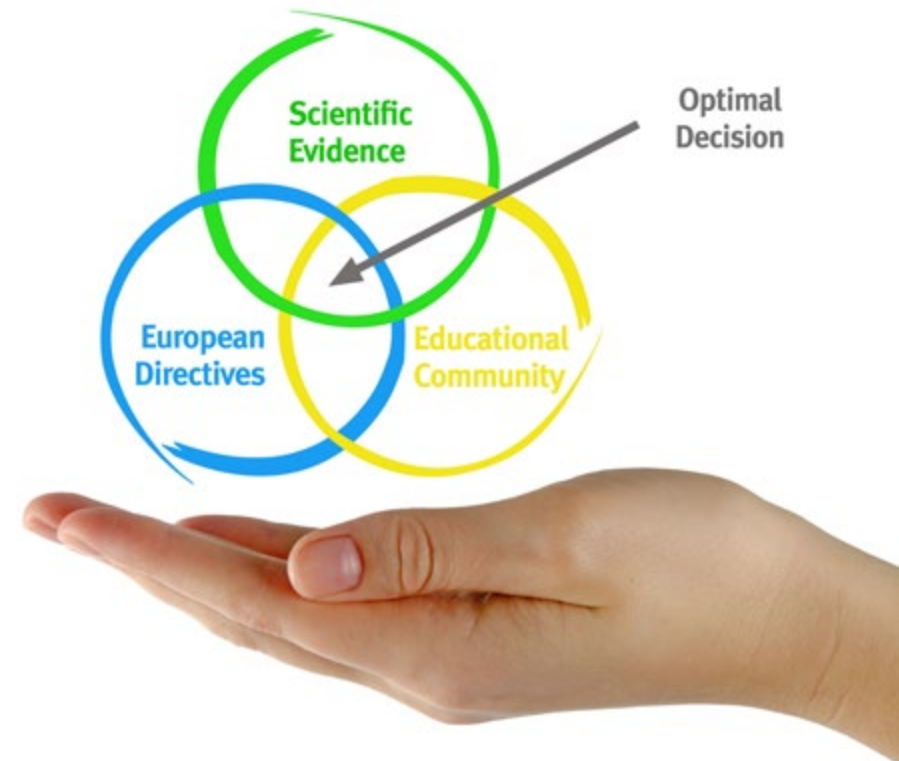 Scientific
Evidence
Optimal
Decision
European
Directives
Educational
Community